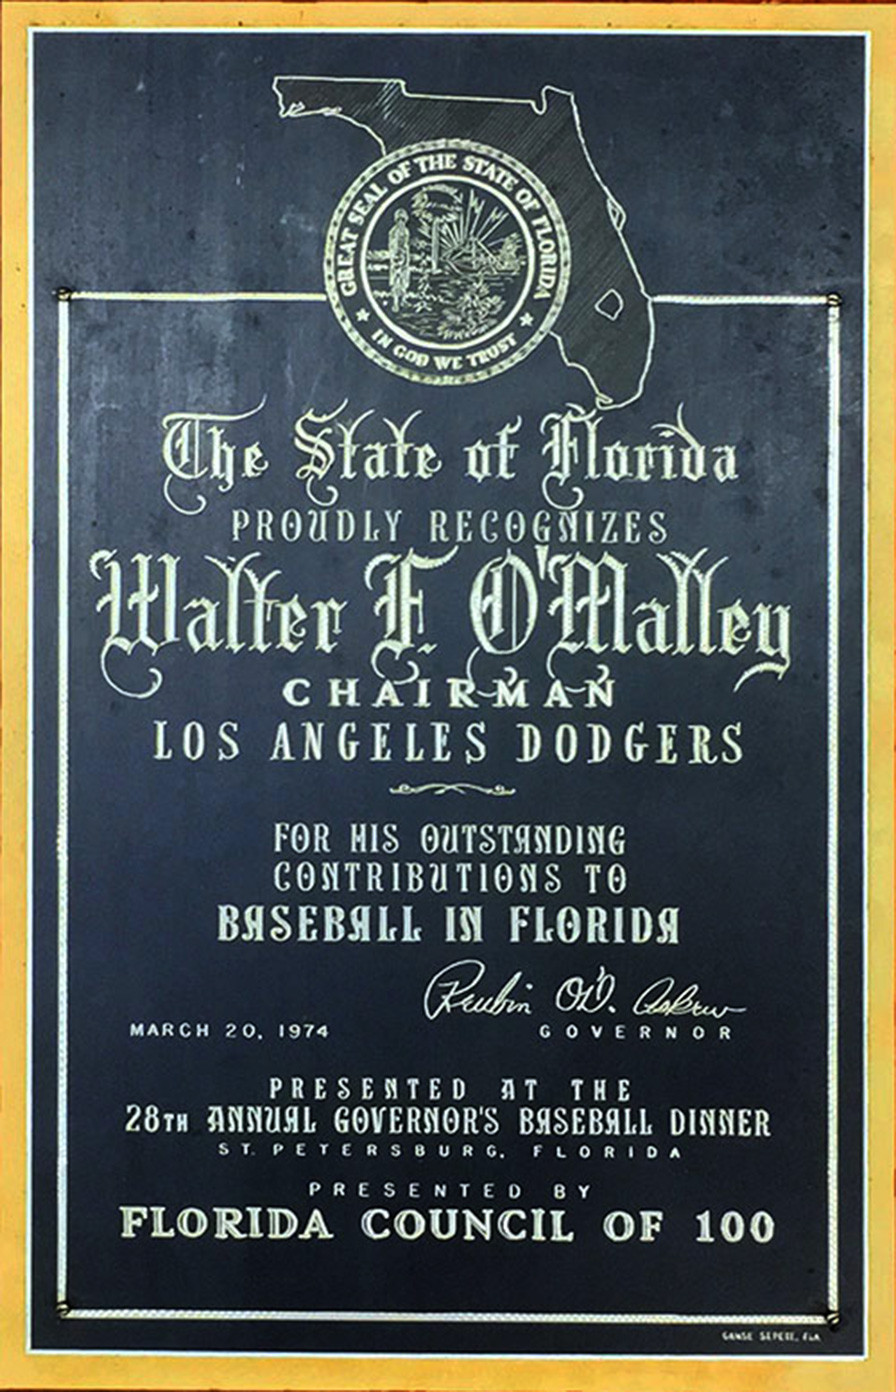 GREAT SEAL OF THE STATE OF FLORIDA
IN GOD WE TRUST
The State of Florida
PROUDLY RECOGNIZES
Walter F. O'Malley
CHAIRMAN
LOS ANGELES DODGERS
FOR HIS OUTSTANDING
CONTRIBUTIONS TO
BASEBALL IN FLORIDA
Reubin O'D. Askew
MARCH 20, 1974 GOVERNOR
PRESENTED AT THE
28TH ANNUAL GOVERNOR'S BASEBALL DINNER
ST. PETERSBURG, FLORIDA
PRESENTED BY
FLORIDA COUNCIL OF 100